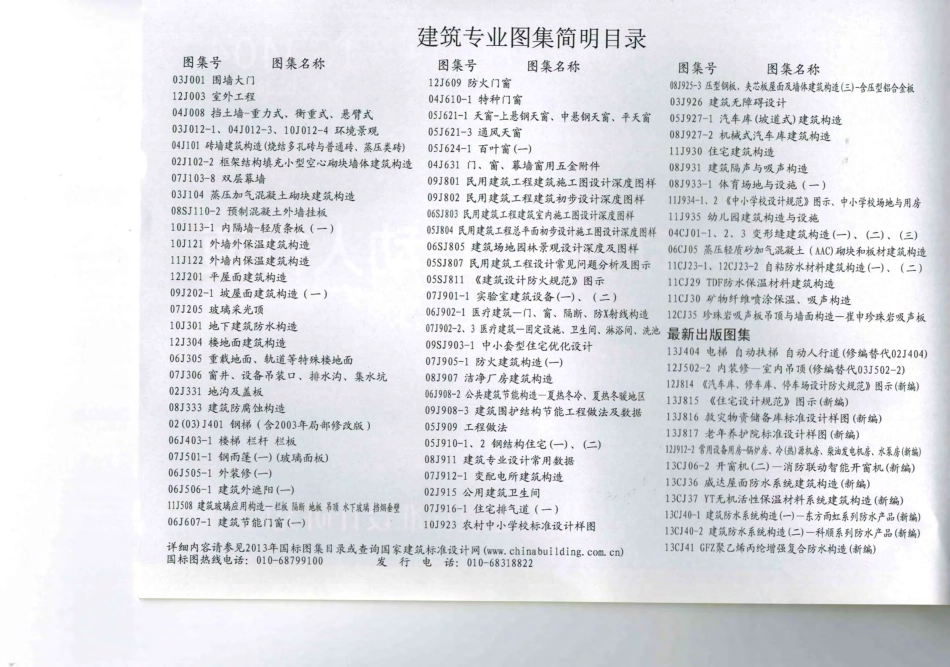 建筑专业图集简明目录
图集号 图集名称
03J001 围墙大门
12J003 室外工程
04J008 挡土墙-重力式、衡重式、悬臂式
03J012-1、04J012-3、10J012-4 环境景观
04J101 砖墙建筑构造(烧结多孔砖与普通砖、蒸压类砖)
02J102-2 框架结构填充小型空心砌块墙体建筑构造
07J103-8 双层幕墙
03J104 蒸压加气混凝土砌块建筑构造
08SJ110-2 预制混凝土外墙挂板
10J113-1 内隔墙-轻质条板(一)
10J121 外墙外保温建筑构造
11J122 外墙内保温建筑构造
12J201 平屋面建筑构造
09J202-1 坡屋面建筑构造(一)
07J205 玻璃采光顶
10J301 地下建筑防水构造
12J304 楼地面建筑构造
06J305 重载地面、轨道等特殊楼地面
07J306 窗井、设备吊装口、排水沟、集水坑
02J331 地沟及盖板
08J333 建筑防腐蚀构造
02(03)J401 钢梯(含2003年局部修改版)
06J403-1 楼梯 栏杆 栏板
07J501-1 钢雨蓬(一)(玻璃面板)
06J505-1 外装修(一)
06J506-1 建筑外遮阳(一)
11J508 建筑玻璃应用构造-栏板 隔断 地板 吊顶 水下玻璃 挡烟垂壁
06J607-1 建筑节能门窗(一)
图集号 图集名称
12J609 防火门窗
04J610-1 特种门窗
05J621-1 天窗-上悬钢天窗、中悬钢天窗、平天窗
05J621-3 通风天窗
05J624-1 百叶窗(一)
04J631 门、窗、幕墙窗用五金附件
09J801 民用建筑工程建筑施工图设计深度图样
09J802 民用建筑工程建筑初步设计深度图样
06SJ803 民用建筑工程建筑室内施工图设计深度图样
05J804 民用建筑工程总平面初步设计施工图设计深度图样
06SJ805 建筑场地园林景观设计深度及图样
05SJ807 民用建筑工程设计常见问题分析及图示
05SJ811 《建筑设计防火规范》图示
07J901-1 实验室建筑设备(一)、(二)
06J902-1 医疗建筑—门、窗、隔断、防X射线构造
07J902-2、3 医疗建筑—固定设施、卫生间、淋浴间、洗池
09SJ903-1 中小套型住宅优化设计
07J905-1 防火建筑构造(一)
08J907 洁净厂房建筑构造
06J908-2 公共建筑节能构造—夏热冬冷、夏热冬暖地区
09J908-3 建筑围护结构节能工程做法及数据
05J909 工程做法
05J910-1、2 钢结构住宅(一)、(二)
08J911 建筑专业设计常用数据
07J912-1 变配电所建筑构造
02J915 公用建筑卫生间
07J916-1 住宅排气道(一)
10J923 农村中小学校标准设计样图
图集号 图集名称
08J925-3 压型钢板、夹芯板屋面及墙体建筑构造(三)-含压型铝合金板
03J926 建筑无障碍设计
05J927-1 汽车库(坡道式)建筑构造
08J927-2 机械式汽车库建筑构造
11J930 住宅建筑构造
08J931 建筑隔声与吸声构造
08J933-1 体育场地与设施(一)
11J934-1、2 《中小学校设计规范》图示、中小学校场地与用房
11J935 幼儿园建筑构造与设施
04CJ01-1、2、3 变形缝建筑构造(一)、(二)、(三)
06CJ05 蒸压轻质砂加气混凝土(AAC)砌块和板材建筑构造
11CJ23-1、12CJ23-2 自粘防水材料建筑构造(一)、(二)
11CJ29 TDF防水保温材料建筑构造
11CJ30 矿物纤维喷涂保温、吸声构造
12CJ35 珍珠岩吸声板吊顶与墙面构造—崔申珍珠岩吸声板
最新出版图集
13J404 电梯 自动扶梯 自动人行道(修编替代02J404)
12J502-2 内装修—室内吊顶(修编替代03J502-2)
12J814 《汽车库、修车库、停车场设计防火规范》图示(新编)
13J815 《住宅设计规范》图示(新编)
13J816 救灾物资储备库标准设计样图(新编)
13J817 老年养护院标准设计样图(新编)
12J912-2 常用设备用房-锅炉房、冷(热)源机房、柴油发电机房、水泵房(新编)
13CJ06-2 开窗机(二)—消防联动智能开窗机(新编)
13CJ36 威达屋面防水系统建筑构造(新编)
13CJ37 YT无机活性保温材料系统建筑构造(新编)
13CJ40-1 建筑防水系统构造(一)—东方雨虹系列防水产品(新编)
13CJ40-2 建筑防水系统构造(二)—科顺系列防水产品(新编)
13CJ41 GFZ聚乙烯丙纶增强复合防水构造(新编)
详细内容请参见2013年国标图集目录或查询国家建筑标准设计网(www.chinabuilding.com.cn)
国标图热线电话：010-68799100 发 行 电 话：010-68318822